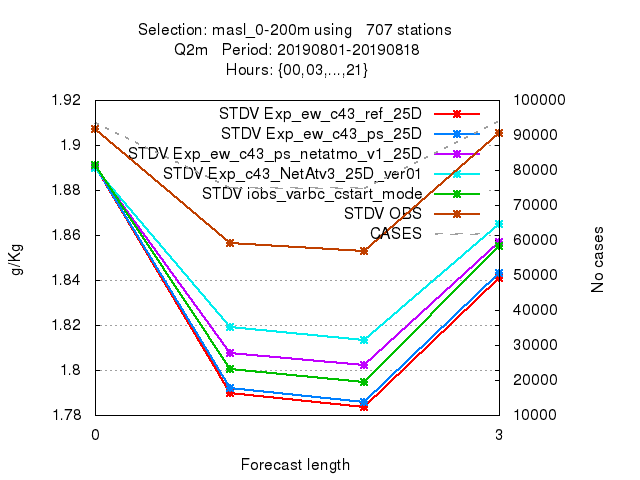 Selection: masl_0-200m using   707 stations
Q2m   Period: 20190801-20190818
Hours: {00,03,...,21}
STDV Exp_ew_c43_ref_25D
STDV Exp_ew_c43_ps_25D
STDV Exp_ew_c43_ps_netatmo_v1_25D
STDV Exp_c43_NetAtv3_25D_ver01
STDV iobs_varbc_cstart_mode
STDV OBS
CASES
1.92
1.9
1.88
1.86
1.84
1.82
1.8
1.78
g/Kg
100000
90000
80000
70000
60000
50000
40000
30000
20000
10000
No cases
0
3
Forecast length